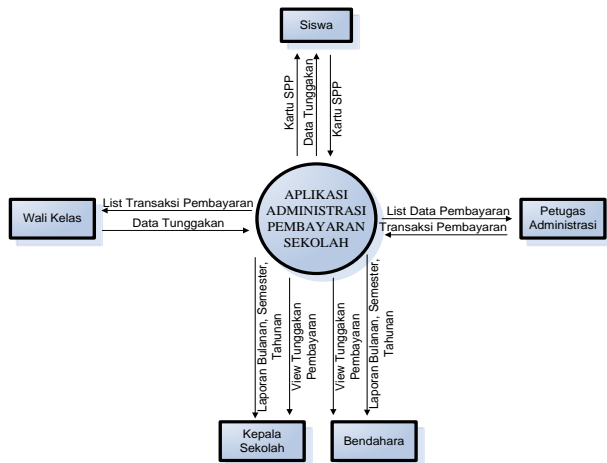 Siswa
Kartu SPP
Data Tunggakan
Kartu SPP
Wali Kelas
List Transaksi Pembayaran
Data Tunggakan
APLIKASI
ADMINISTRASI
PEMBAYARAN
SEKOLAH
List Data Pembayaran
Transaksi Pembayaran
Petugas
Administrasi
Laporan Bulanan, Semester,
Tahunan
View Tunggakan
Pembayaran
View Tunggakan
Pembayaran
Laporan Bulanan, Semester,
Tahunan
Kepala
Sekolah
Bendahara